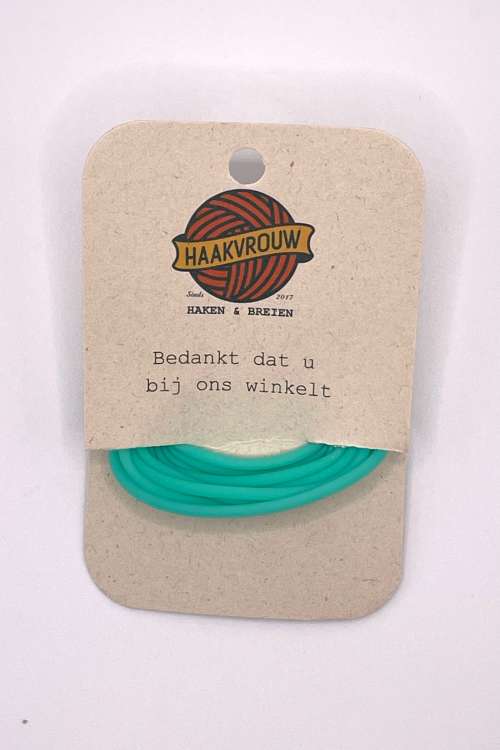 HAAKVROUW
Sinds 2017
HAKEN & BREIEN
Bedankt dat u
bij ons winkelt